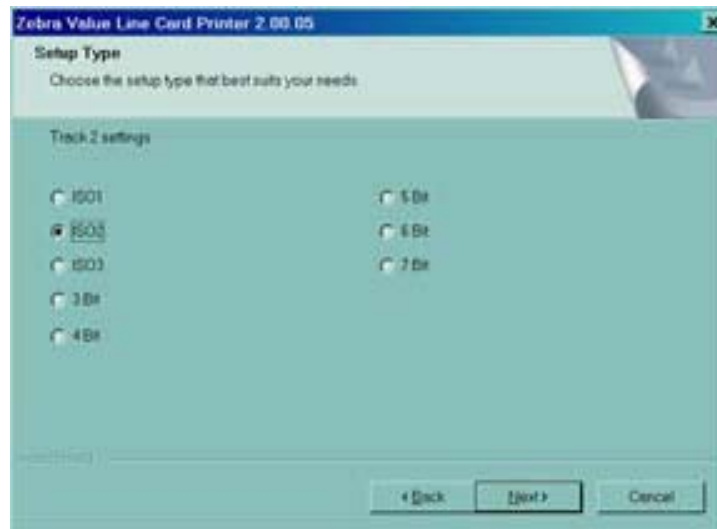 Zebra Value Line Card Printer 2.00.05
Setup Type
Choose the setup type that best suits your needs
Track 2 settings
ISO1
ISO2
ISO3
3 Bit
4 Bit
5 Bit
6 Bit
7 Bit
< Back
Next >
Cancel